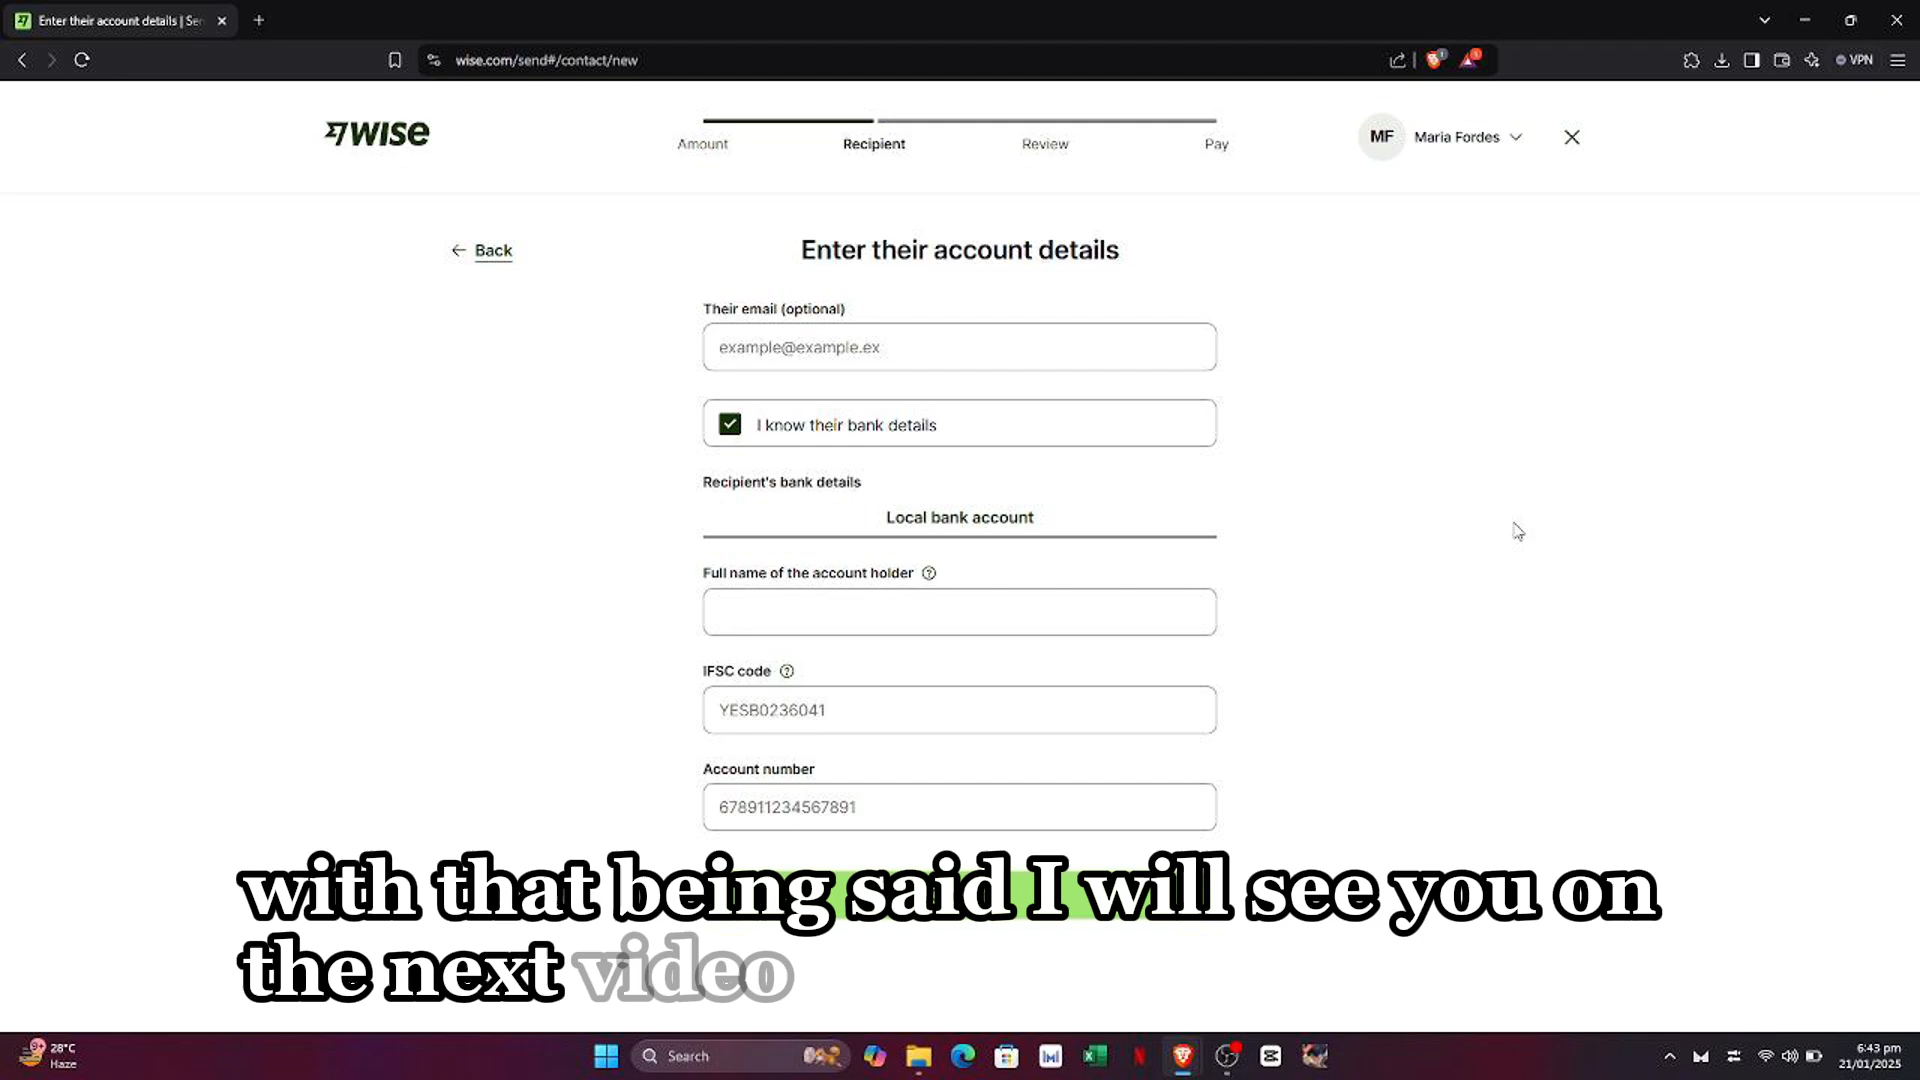 Enter their account details | Sen
wise.com/send#/contact/new
VPN
WISE
Amount
Recipient
Review
Pay
MF
Maria Fordes
Back
Enter their account details
Their email (optional)
example@example.ex
I know their bank details
Recipient's bank details
Local bank account
Full name of the account holder
IFSC code
YESB0236041
Account number
678911234567891
with that being said I will see you on
the next video
28°C
Haze
Search
6:43 pm
21/01/2025